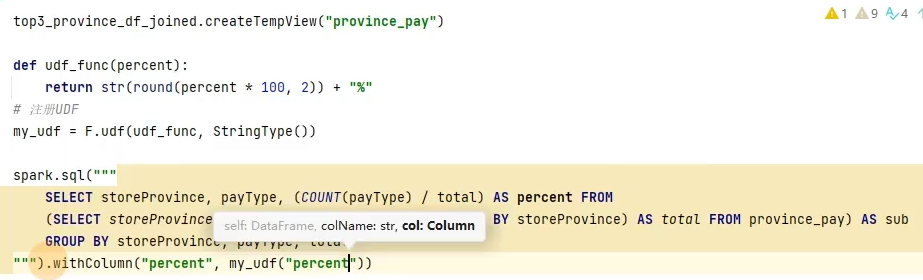 1 9 4
top3_province_df_joined.createTempView("province_pay")
def udf_func(percent):
return str(round(percent * 100, 2)) + "%"
# 注册UDF
my_udf = F.udf(udf_func, StringType())
spark.sql("""
SELECT storeProvince, payType, (COUNT(payType) / total) AS percent FROM
(SELECT storeProvince BY storeProvince) AS total FROM province_pay) AS sub
self: DataFrame, colName: str, col: Column
GROUP BY storeProvince, payType, total
""").withColumn("percent", my_udf("percent"))